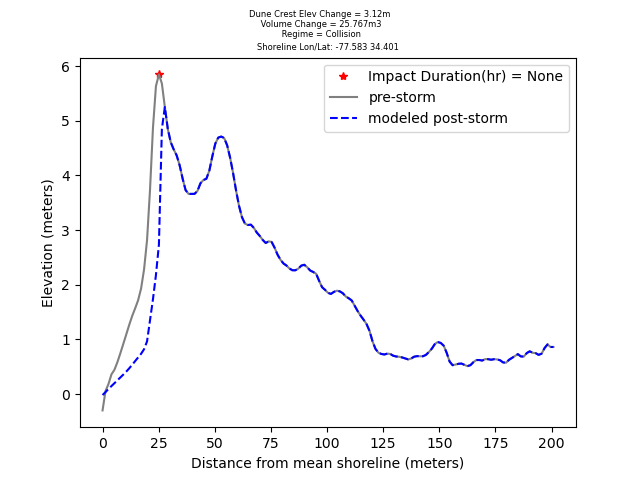 Dune Crest Elev Change = 3.12m
Volume Change = 25.767m3
Regime = Collision
Shoreline Lon/Lat: -77.583 34.401
Impact Duration(hr) = None
pre-storm
modeled post-storm
Elevation (meters)
6
5
4
3
2
1
0
0 25 50 75 100 125 150 175 200
Distance from mean shoreline (meters)